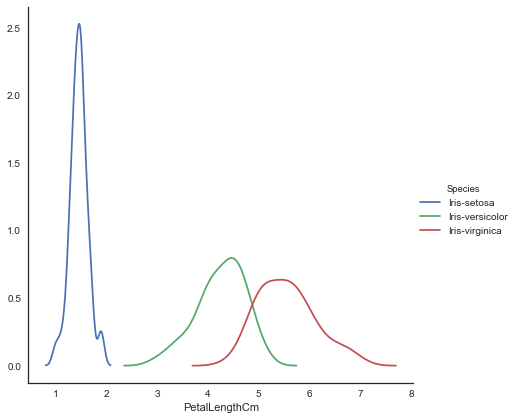 2.5
2.0
1.5
1.0
0.5
0.0
1 2 3 4 5 6 7 8
PetalLengthCm
Species
Iris-setosa
Iris-versicolor
Iris-virginica